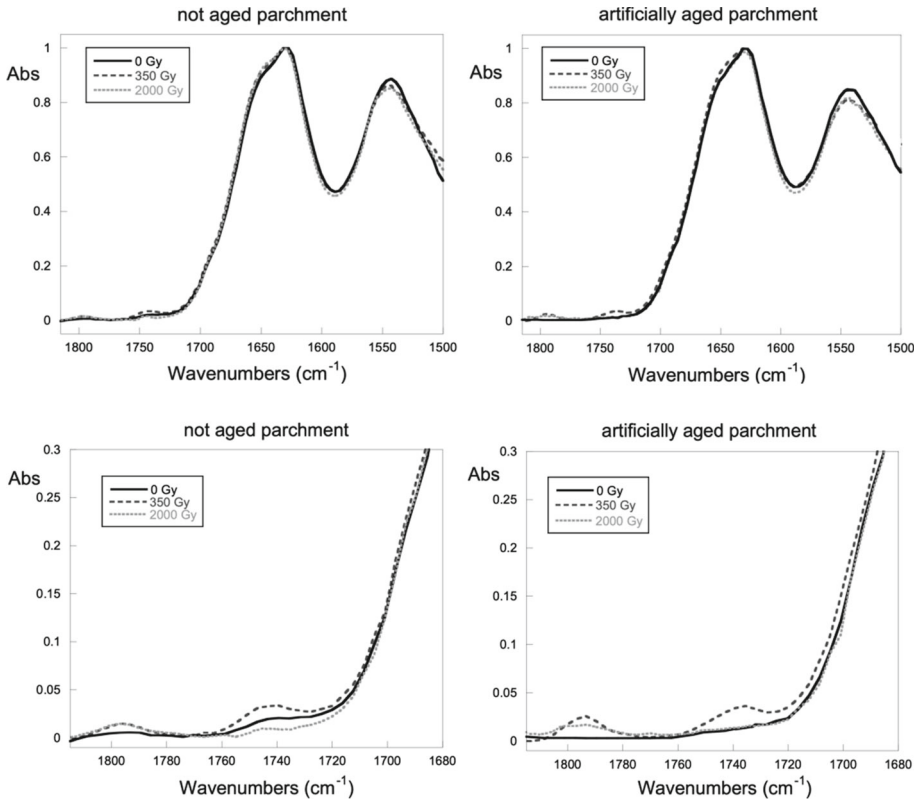 not aged parchment
Abs
0 Gy
350 Gy
2000 Gy
1
0.8
0.6
0.4
0.2
0
1800 1750 1700 1650 1600 1550 1500
Wavenumbers (cm⁻¹)
artificially aged parchment
Abs
0 Gy
350 Gy
2000 Gy
1
0.8
0.6
0.4
0.2
0
1800 1750 1700 1650 1600 1550 1500
Wavenumbers (cm⁻¹)
not aged parchment
Abs
0 Gy
350 Gy
2000 Gy
0.3
0.25
0.2
0.15
0.1
0.05
0
1800 1780 1760 1740 1720 1700 1680
Wavenumbers (cm⁻¹)
artificially aged parchment
Abs
0 Gy
350 Gy
2000 Gy
0.3
0.25
0.2
0.15
0.1
0.05
0
1800 1780 1760 1740 1720 1700 1680
Wavenumbers (cm⁻¹)